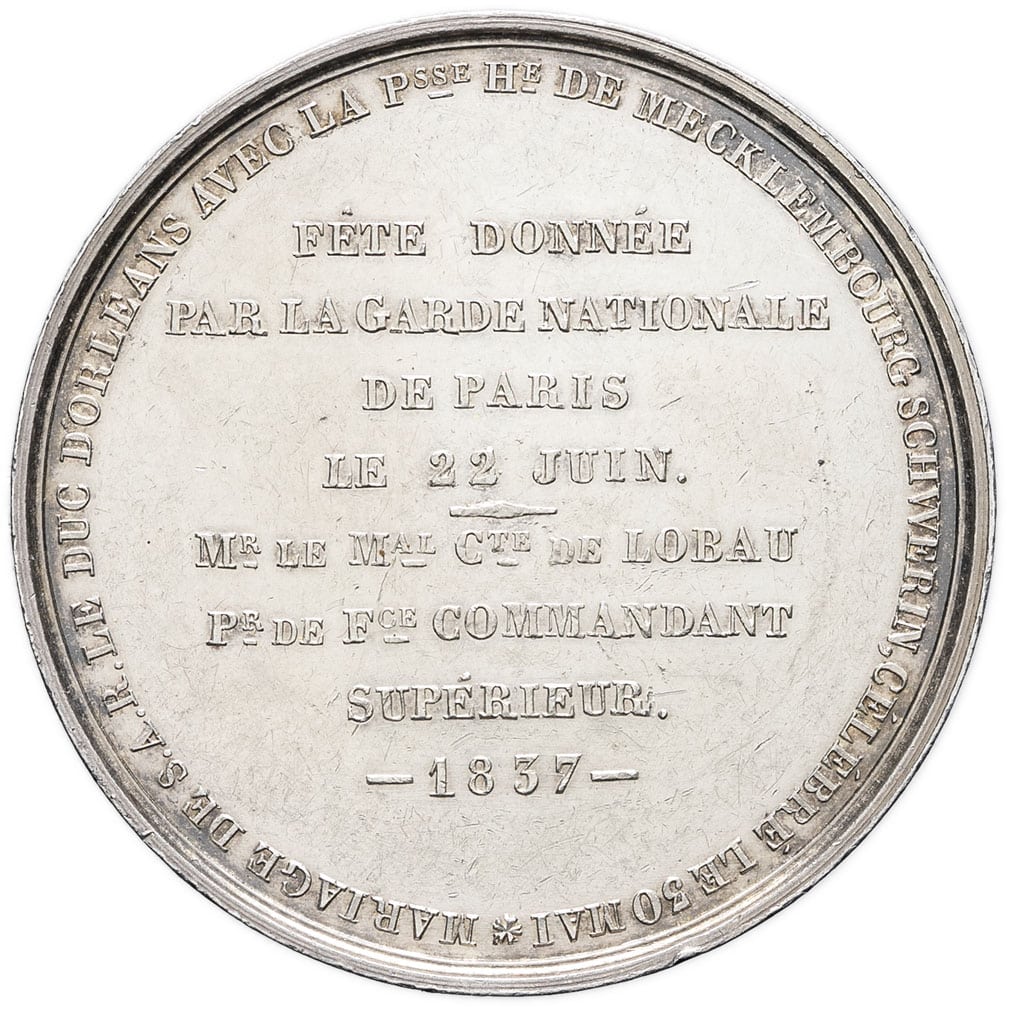 MARIAGE DE S. A. R. LE DUC D'ORLÉANS AVEC LA PSSE HE DE MECKLEMBOURG SCHWERIN, CÉLÉBRÉ LE 30 MAI
FÊTE DONNÉE
PAR LA GARDE NATIONALE
DE PARIS
LE 22 JUIN.
MR LE MAL CTE DE LOBAU
PR DE FCE COMMANDANT
SUPÉRIEUR.
— 1837 —